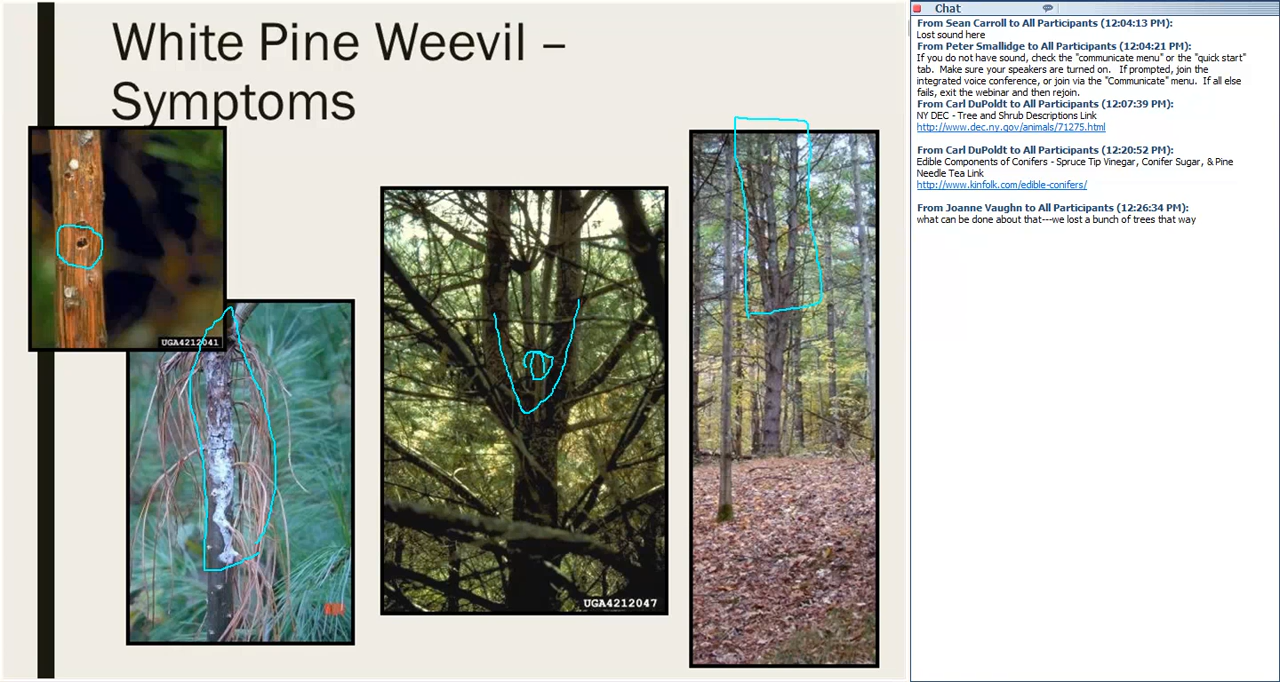 White Pine Weevil –
Symptoms
UGA4212041
UGA4212047
Chat
From Sean Carroll to All Participants (12:04:13 PM):
Lost sound here
From Peter Smallidge to All Participants (12:04:21 PM):
If you do not have sound, check the "communicate menu" or the "quick start"
tab. Make sure your speakers are turned on. If prompted, join the
integrated voice conference, or join via the "Communicate" menu. If all else
fails, exit the webinar and then rejoin.
From Carl DuPoldt to All Participants (12:07:39 PM):
NY DEC - Tree and Shrub Descriptions Link
http://www.dec.ny.gov/animals/71275.html
From Carl DuPoldt to All Participants (12:20:52 PM):
Edible Components of Conifers - Spruce Tip Vinegar, Conifer Sugar, & Pine
Needle Tea Link
http://www.kinfolk.com/edible-conifers/
From Joanne Vaughn to All Participants (12:26:34 PM):
what can be done about that---we lost a bunch of trees that way